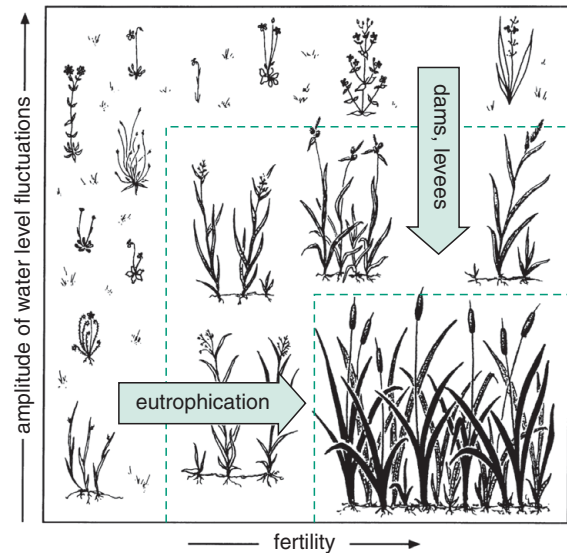 amplitude of water level fluctuations
dams, levees
eutrophication
fertility